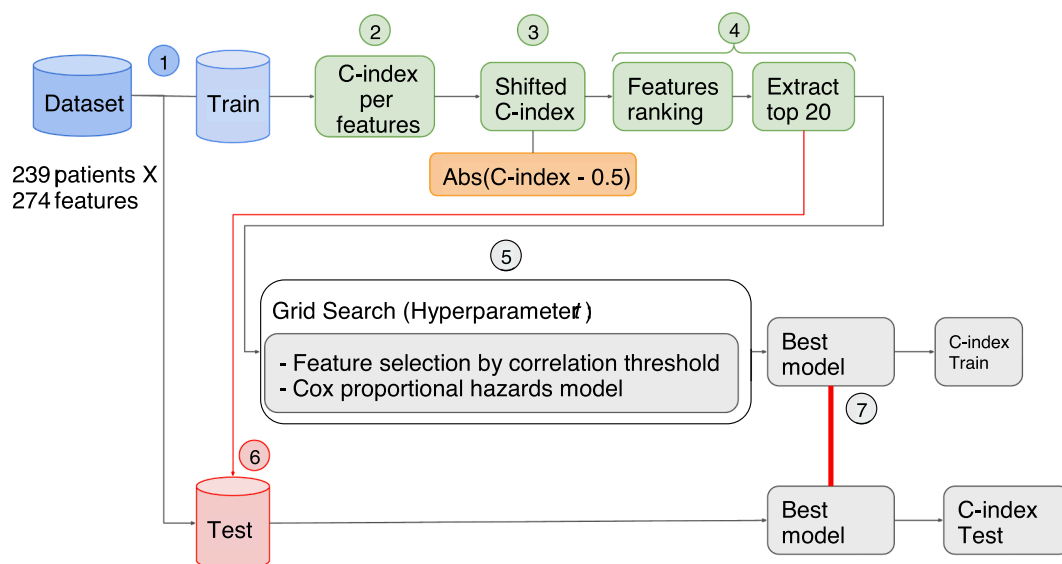 1
2
3
4
Dataset
Train
C-index
per
features
Shifted
C-index
Features
ranking
Extract
top 20
239 patients X
274 features
Abs(C-index - 0.5)
5
Grid Search (Hyperparameter t)
- Feature selection by correlation threshold
- Cox proportional hazards model
Best
model
C-index
Train
7
6
Test
Best
model
C-index
Test